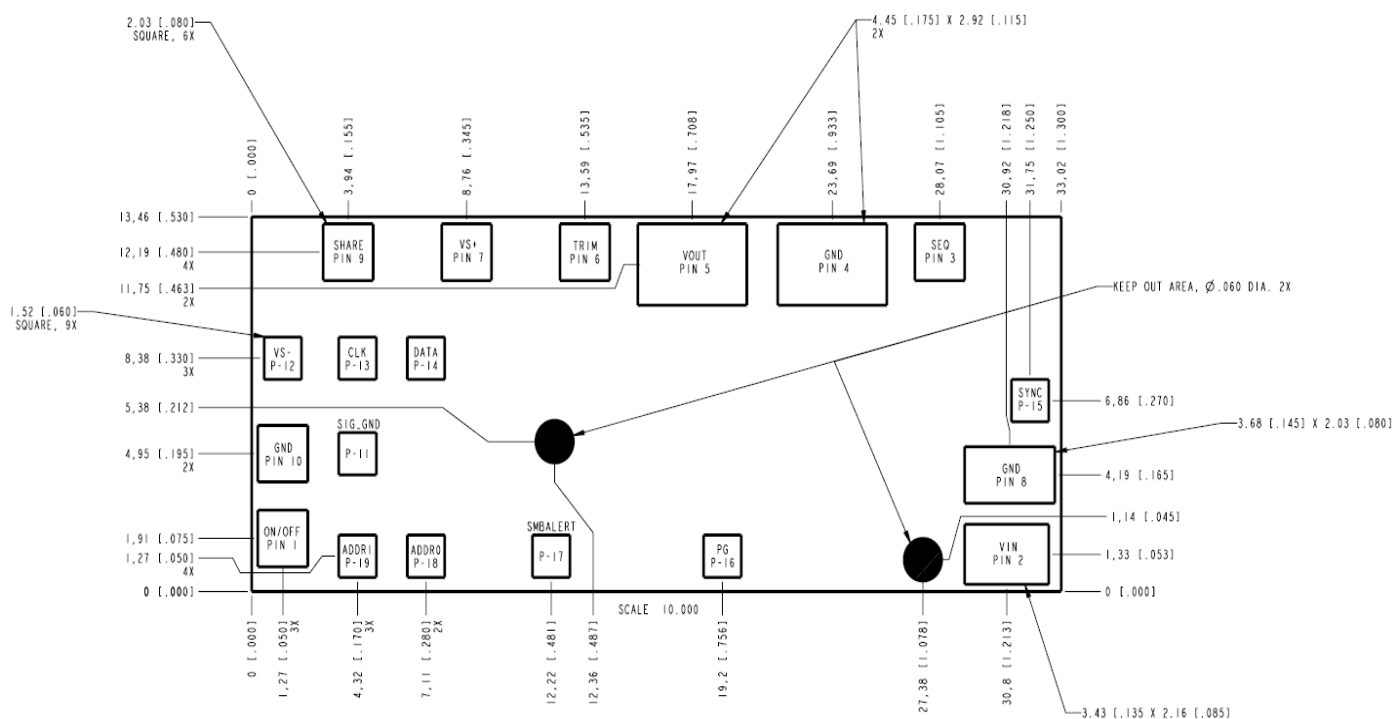 2.03 [.080]
SQUARE, 6X
4.45 [.175] X 2.92 [.115]
2X
0 [.000]
3,94 [.155]
8,76 [.345]
13,59 [.535]
17,97 [.708]
23,69 [.933]
28,07 [1.105]
30,92 [1.218]
31,75 [1.250]
33,02 [1.300]
13,46 [.530]
12,19 [.480]
4X
11,75 [.463]
2X
SHARE
PIN 9
VS+
PIN 7
TRIM
PIN 6
VOUT
PIN 5
GND
PIN 4
SEQ
PIN 3
KEEP OUT AREA, Ø.060 DIA. 2X
1.52 [.060]
SQUARE, 9X
8,38 [.330]
3X
VS-
P-12
CLK
P-13
DATA
P-14
SYNC
P-15
6,86 [.270]
5,38 [.212]
3.68 [.145] X 2.03 [.080]
SIG_GND
P-11
4,95 [.195]
2X
GND
PIN 10
GND
PIN 8
4,19 [.165]
1,14 [.045]
1,91 [.075]
1,27 [.050]
4X
0 [.000]
ON/OFF
PIN 1
ADDR1
P-19
ADDR0
P-18
SMBALERT
P-17
PG
P-16
VIN
PIN 2
1,33 [.053]
0 [.000]
SCALE 10.000
0 [.000]
1,27 [.050]
3X
4,32 [.170]
3X
7,11 [.280]
2X
12,22 [.481]
12,36 [.487]
19,2 [.756]
27,38 [1.078]
30,8 [1.213]
3.43 [.135 X 2.16 [.085]